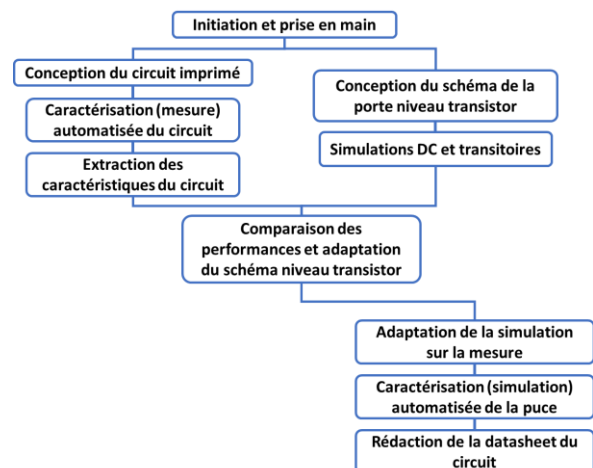 Initiation et prise en main
Conception du circuit imprimé
Caractérisation (mesure)
automatisée du circuit
Extraction des
caractéristiques du circuit
Conception du schéma de la
porte niveau transistor
Simulations DC et transitoires
Comparaison des
performances et adaptation
du schéma niveau transistor
Adaptation de la simulation
sur la mesure
Caractérisation (simulation)
automatisée de la puce
Rédaction de la datasheet du
circuit